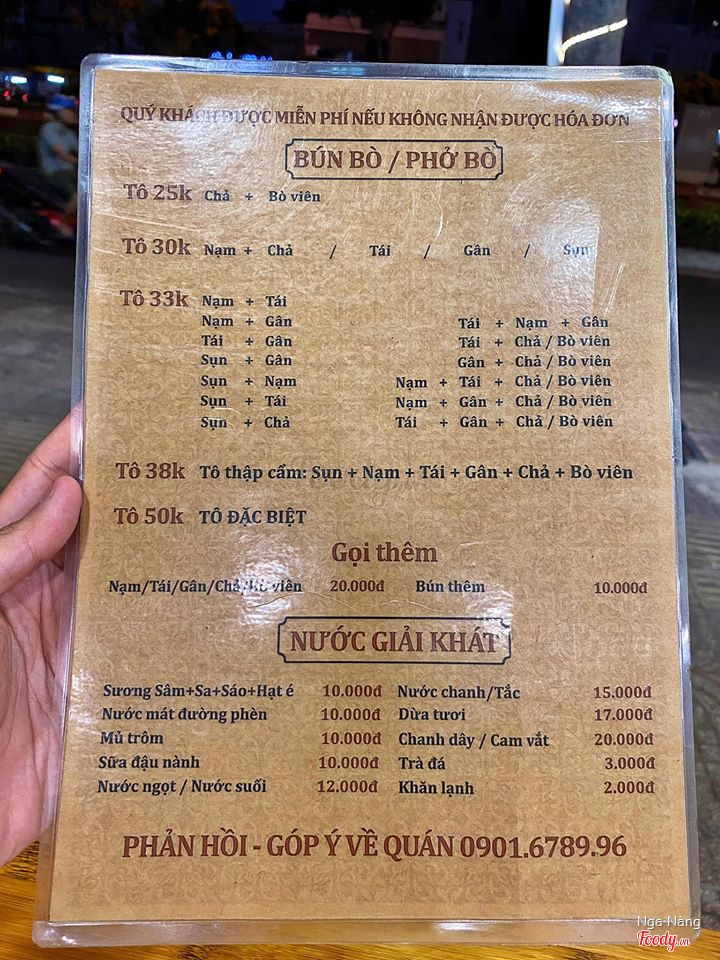 QUÝ KHÁCH ĐƯỢC MIỄN PHÍ NẾU KHÔNG NHẬN ĐƯỢC HÓA ĐƠN
BÚN BÒ / PHỞ BÒ
Tô 25k Chả + Bò viên
Tô 30k Nạm + Chả / Tái / Gân / Sụn
Tô 33k Nạm + Tái
Nạm + Gân Tái + Nạm + Gân
Tái + Gân Tái + Chả / Bò viên
Sụn + Gân Gân + Chả / Bò viên
Sụn + Nạm Nạm + Tái + Chả / Bò viên
Sụn + Tái Nạm + Gân + Chả / Bò viên
Sụn + Chả Tái + Gân + Chả / Bò viên
Tô 38k Tô thập cẩm: Sụn + Nạm + Tái + Gân + Chả + Bò viên
Tô 50k TÔ ĐẶC BIỆT
Gọi thêm
Nạm/Tái/Gân/Chả/Bò viên 20.000đ Bún thêm 10.000đ
NƯỚC GIẢI KHÁT
Sương Sâm+Sa+Sáo+Hạt é 10.000đ Nước chanh/Tắc 15.000đ
Nước mát đường phèn 10.000đ Dừa tươi 17.000đ
Mủ trôm 10.000đ Chanh dây / Cam vắt 20.000đ
Sữa đậu nành 10.000đ Trà đá 3.000đ
Nước ngọt / Nước suối 12.000đ Khăn lạnh 2.000đ
PHẢN HỒI - GÓP Ý VỀ QUÁN 0901.6789.96
Nga Nàng
Foody.vn